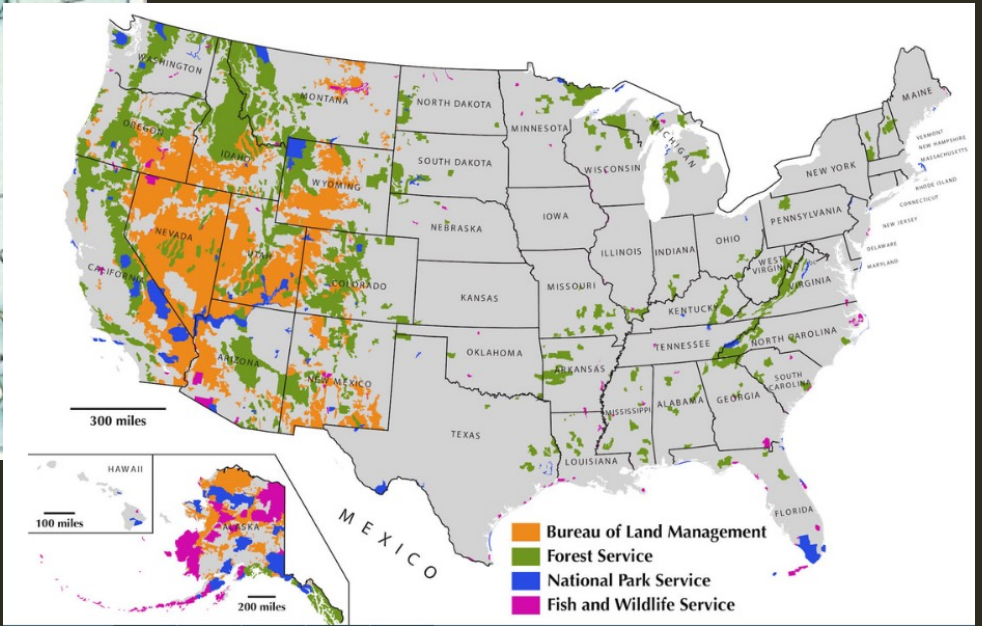 WASHINGTON
MONTANA
NORTH DAKOTA
MINNESOTA
MAINE
OREGON
IDAHO
WYOMING
SOUTH DAKOTA
WISCONSIN
CHIGAN
NEW YORK
VERMONT
NEW HAMPSHIRE
MASSACHUSETTS
RHODE ISLAND
CONNECTICUT
NEW JERSEY
DELAWARE
MARYLAND
NEVADA
UTAH
COLORADO
NEBRASKA
IOWA
ILLINOIS
INDIANA
OHIO
PENNSYLVANIA
WEST
VIRGINIA
VIRGINIA
CALIFORNIA
KANSAS
MISSOURI
KENTUCKY
ARIZONA
NEW MEXICO
OKLAHOMA
ARKANSAS
TENNESSEE
NORTH CAROLINA
SOUTH
CAROLINA
TEXAS
LOUISIANA
MISSISSIPPI
ALABAMA
GEORGIA
FLORIDA
300 miles
HAWAII
100 miles
ALASKA
200 miles
MEXICO
Bureau of Land Management
Forest Service
National Park Service
Fish and Wildlife Service